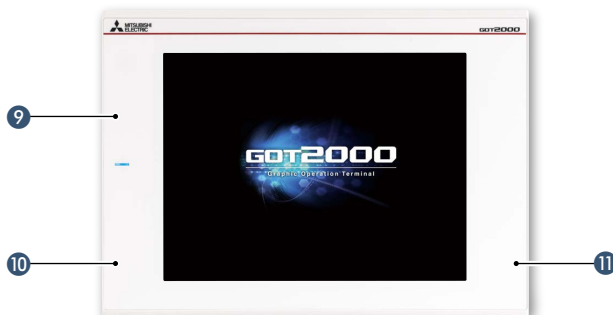 MITSUBISHI
ELECTRIC
GOT2000
GOT2000
Graphic Operation Terminal
9
10
11